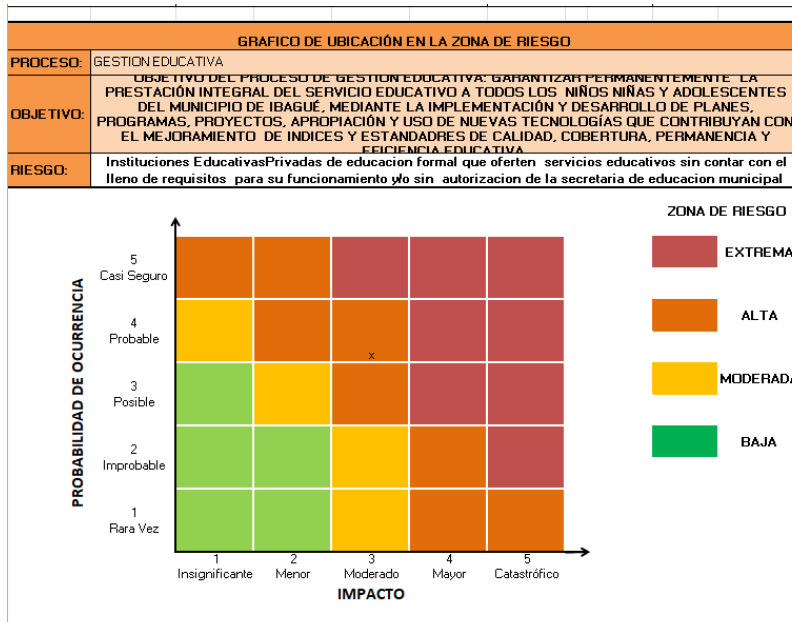 GRAFICO DE UBICACIÓN EN LA ZONA DE RIESGO
PROCESO: GESTION EDUCATIVA
OBJETIVO: OBJETIVO DEL PROCESO DE GESTION EDUCATIVA: GARANTIZAR PERMANENTEMENTE LA
PRESTACIÓN INTEGRAL DEL SERVICIO EDUCATIVO A TODOS LOS NIÑOS NIÑAS Y ADOLESCENTES
DEL MUNICIPIO DE IBAGUÉ, MEDIANTE LA IMPLEMENTACIÓN Y DESARROLLO DE PLANES,
PROGRAMAS, PROYECTOS, APROPIACIÓN Y USO DE NUEVAS TECNOLOGÍAS QUE CONTRIBUYAN CON
EL MEJORAMIENTO DE INDICES Y ESTANDARES DE CALIDAD, COBERTURA, PERMANENCIA Y
EFICIENCIA EDUCATIVA
RIESGO: Instituciones EducativasPrivadas de educacion formal que oferten servicios educativos sin contar con el
lleno de requisitos para su funcionamiento y/o sin autorizacion de la secretaria de educacion municipal
ZONA DE RIESGO
EXTREMA
ALTA
MODERADA
BAJA
PROBABILIDAD DE OCURRENCIA
5
Casi Seguro
4
Probable
x
3
Posible
2
Improbable
1
Rara Vez
1 2 3 4 5
Insignificante Menor Moderado Mayor Catastrófico
IMPACTO